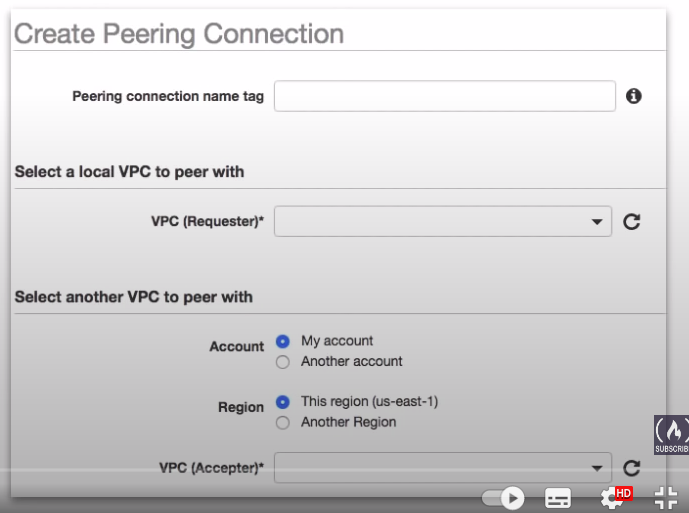 Create Peering Connection
Peering connection name tag
Select a local VPC to peer with
VPC (Requester)*
Select another VPC to peer with
Account My account
Another account
Region This region (us-east-1)
Another Region
VPC (Accepter)*
SUBSCRIB
HD